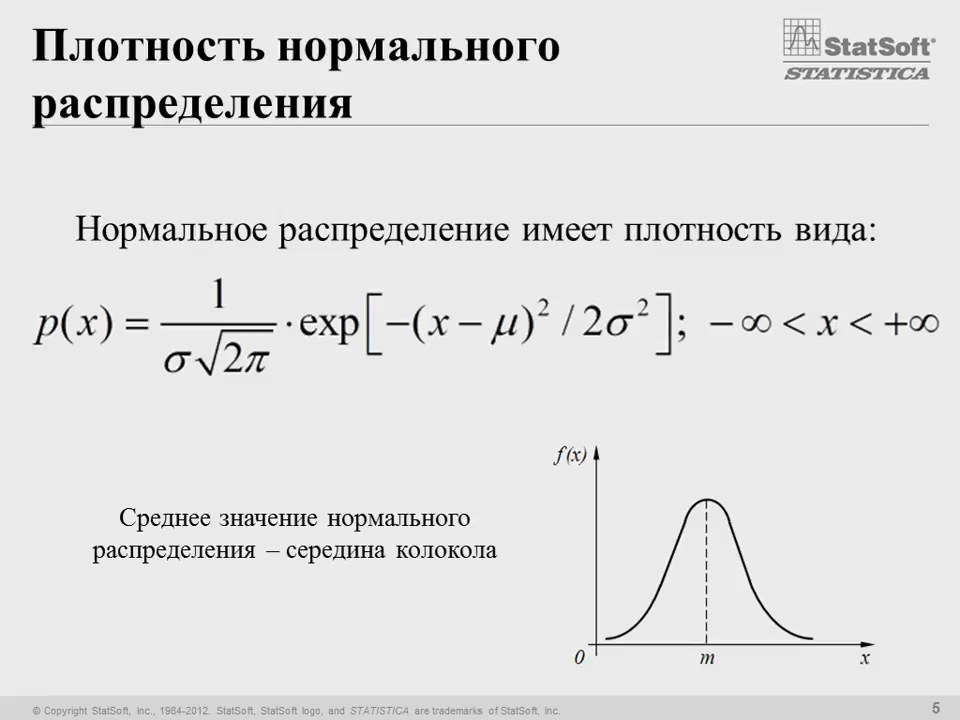 Плотность нормального
распределения
StatSoft®
STATISTICA
Нормальное распределение имеет плотность вида:
p(x) = 1 / (σ√2π) · exp[−(x − μ)² / 2σ²]; −∞ < x < +∞
Среднее значение нормального
распределения – середина колокола
f(x)
0 m x
© Copyright StatSoft, Inc., 1984-2012. StatSoft, StatSoft logo, and STATISTICA are trademarks of StatSoft, Inc.
5